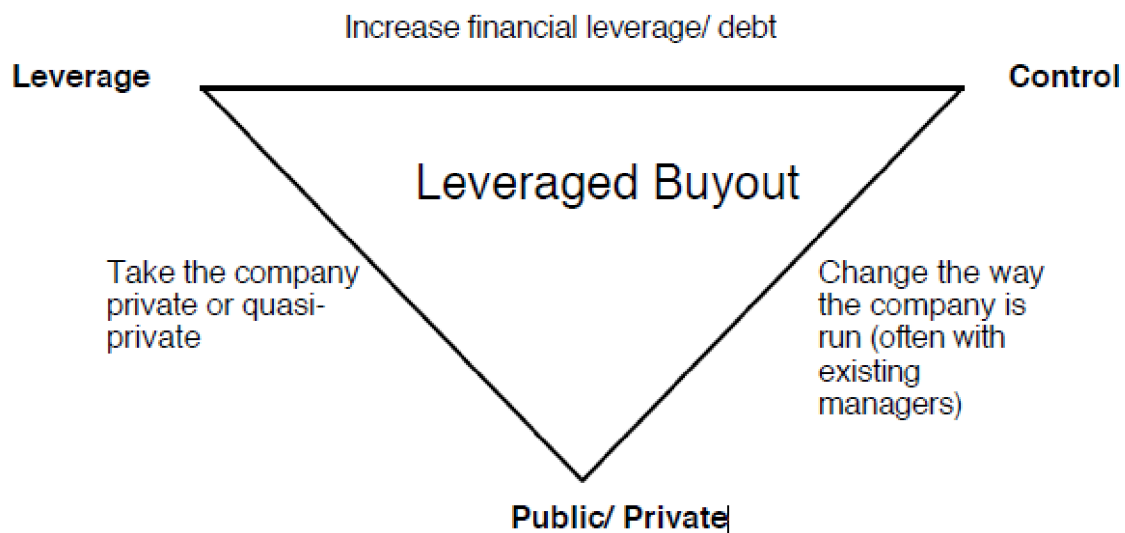 Increase financial leverage/ debt
Leverage
Control
Leveraged Buyout
Take the company
private or quasi-
private
Change the way
the company is
run (often with
existing
managers)
Public/ Private